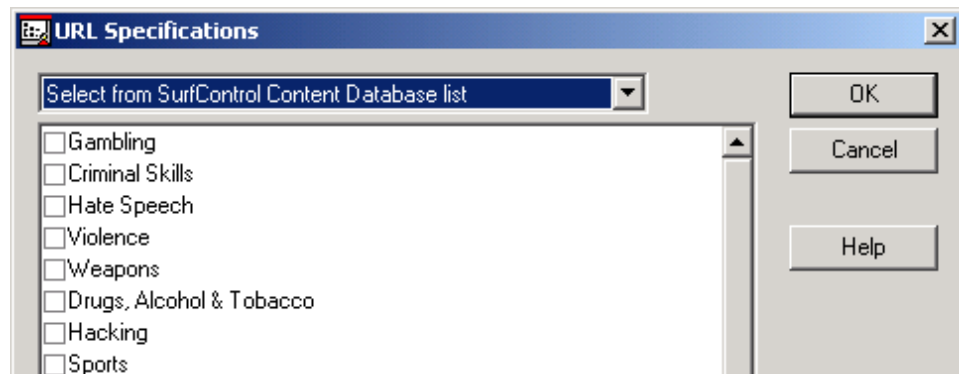 URL Specifications
Select from SurfControl Content Database list
OK
Gambling
Cancel
Criminal Skills
Hate Speech
Violence
Help
Weapons
Drugs, Alcohol & Tobacco
Hacking
Sports